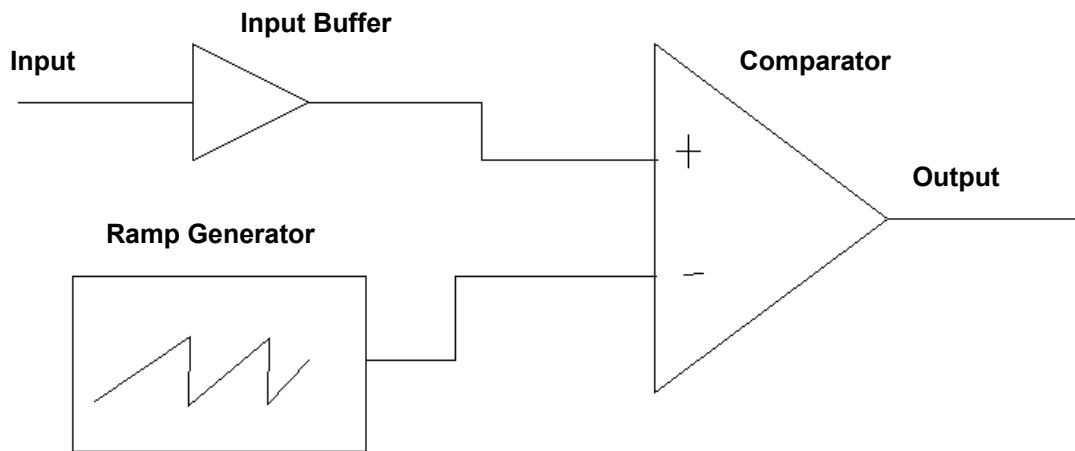 Input Buffer
Input
Comparator
+
Output
Ramp Generator
-